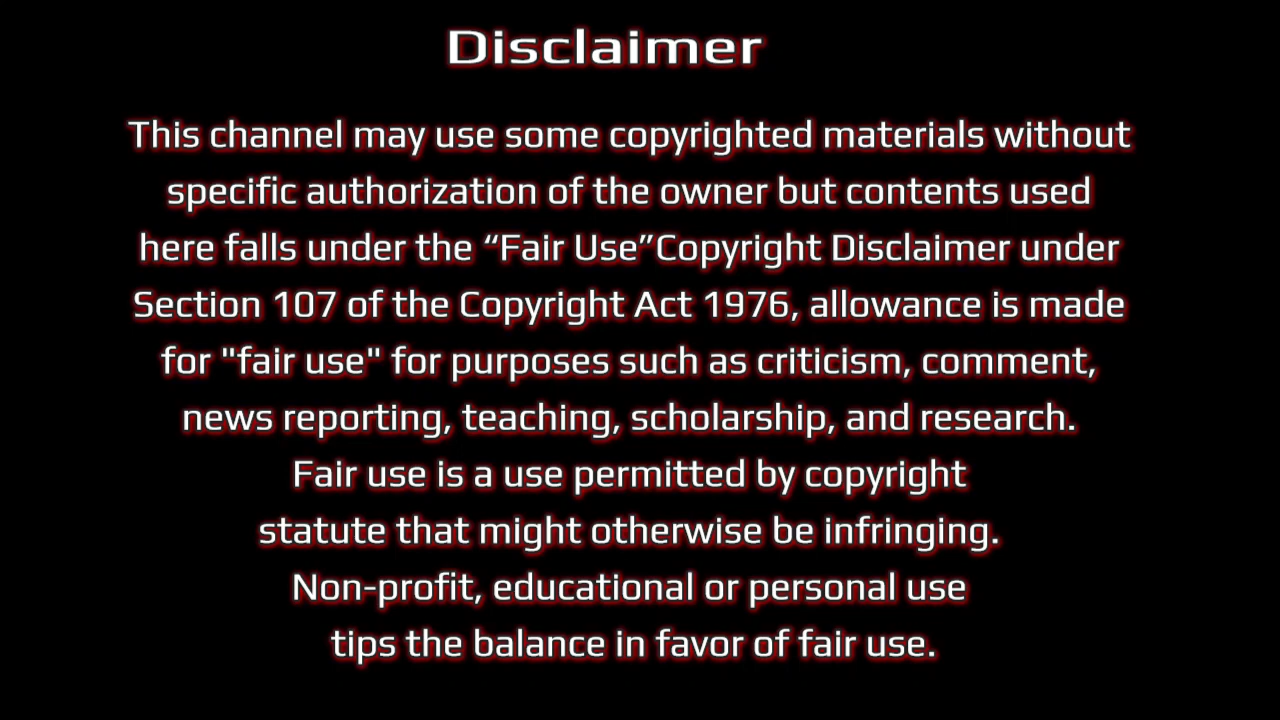 Disclaimer
This channel may use some copyrighted materials without
specific authorization of the owner but contents used
here falls under the “Fair Use”Copyright Disclaimer under
Section 107 of the Copyright Act 1976, allowance is made
for "fair use" for purposes such as criticism, comment,
news reporting, teaching, scholarship, and research.
Fair use is a use permitted by copyright
statute that might otherwise be infringing.
Non-profit, educational or personal use
tips the balance in favor of fair use.